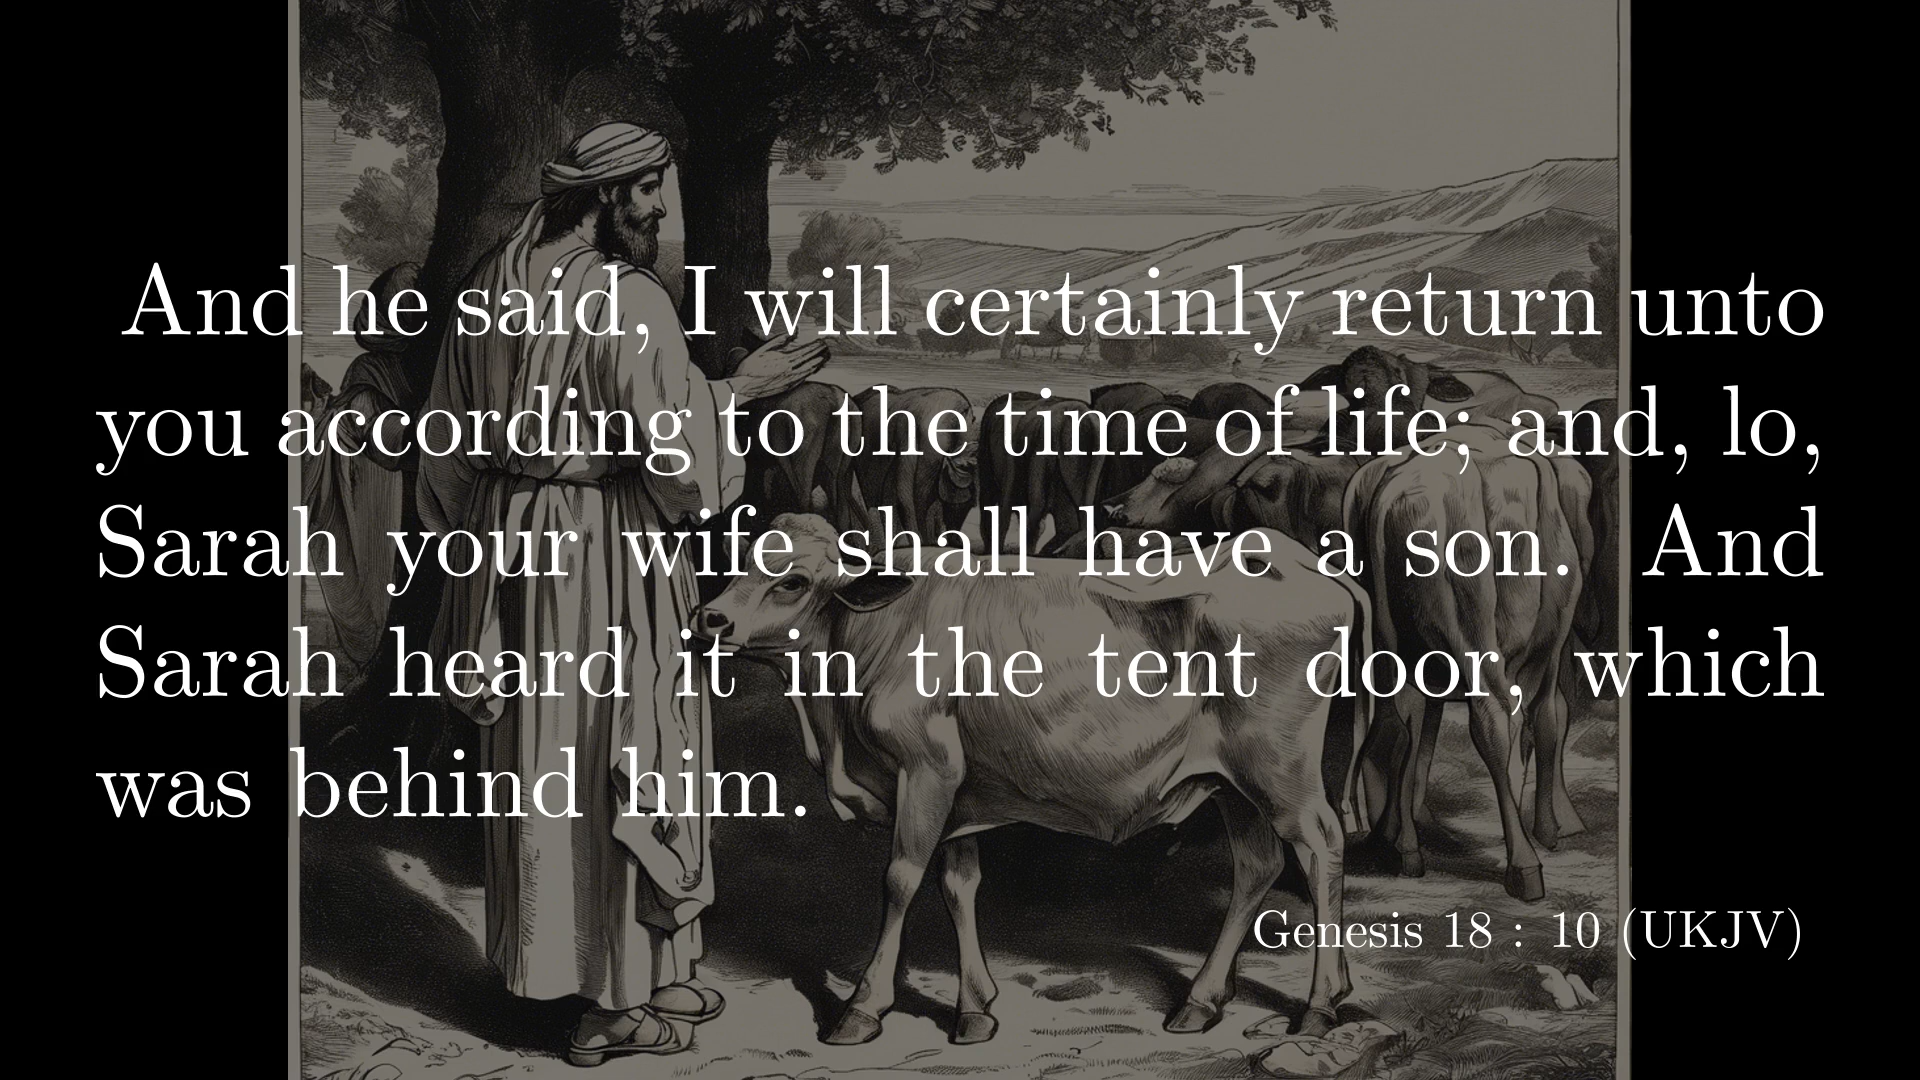 And he said, I will certainly return unto
you according to the time of life; and, lo,
Sarah your wife shall have a son. And
Sarah heard it in the tent door, which
was behind him.
Genesis 18 : 10 (UKJV)